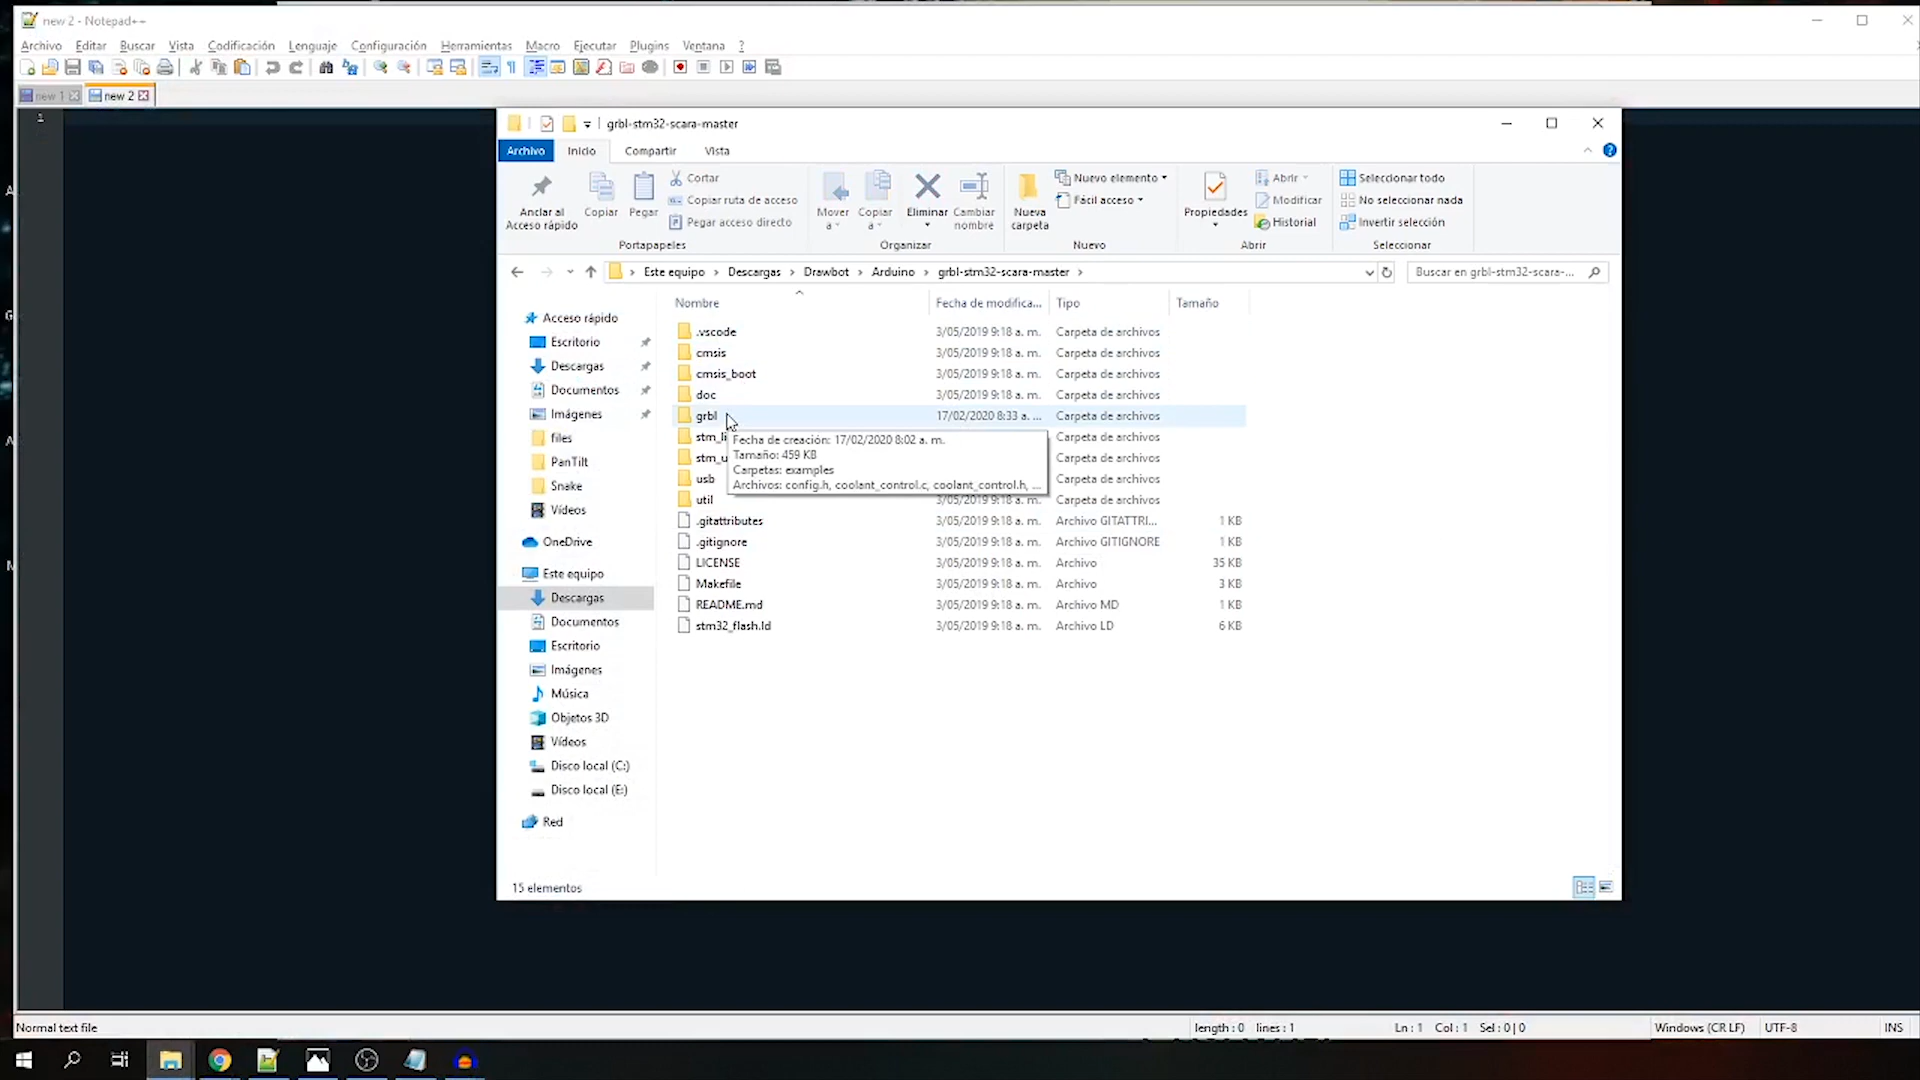 new 2 - Notepad++
Archivo Editar Buscar Vista Codificación Lenguaje Configuración Herramientas Macro Ejecutar Plugins Ventana ?
new 1 new 2
1
grbl-stm32-scara-master
Archivo Inicio Compartir Vista
Anclar al Acceso rápido
Copiar
Pegar
Cortar
Copiar ruta de acceso
Pegar acceso directo
Portapapeles
Mover a
Copiar a
Eliminar
Cambiar nombre
Organizar
Nueva carpeta
Nuevo elemento
Fácil acceso
Nuevo
Propiedades
Abrir
Modificar
Historial
Abrir
Seleccionar todo
No seleccionar nada
Invertir selección
Seleccionar
Este equipo > Descargas > Drawbot > Arduino > grbl-stm32-scara-master >
Buscar en grbl-stm32-scara-...
Acceso rápido
Escritorio
Descargas
Documentos
Imágenes
files
PanTilt
Snake
Vídeos
OneDrive
Este equipo
Descargas
Documentos
Escritorio
Imágenes
Música
Objetos 3D
Vídeos
Disco local (C:)
Disco local (E:)
Red
Nombre Fecha de modifica... Tipo Tamaño
.vscode 3/05/2019 9:18 a. m. Carpeta de archivos
cmsis 3/05/2019 9:18 a. m. Carpeta de archivos
cmsis_boot 3/05/2019 9:18 a. m. Carpeta de archivos
doc 3/05/2019 9:18 a. m. Carpeta de archivos
grbl 17/02/2020 8:33 a. ... Carpeta de archivos
stm_li Carpeta de archivos
stm_u Carpeta de archivos
usb Carpeta de archivos
util 3/05/2019 9:18 a. m. Carpeta de archivos
.gitattributes 3/05/2019 9:18 a. m. Archivo GITATTRI... 1 KB
.gitignore 3/05/2019 9:18 a. m. Archivo GITIGNORE 1 KB
LICENSE 3/05/2019 9:18 a. m. Archivo 35 KB
Makefile 3/05/2019 9:18 a. m. Archivo 3 KB
README.md 3/05/2019 9:18 a. m. Archivo MD 1 KB
stm32_flash.ld 3/05/2019 9:18 a. m. Archivo LD 6 KB
Fecha de creación: 17/02/2020 8:02 a. m.
Tamaño: 459 KB
Carpetas: examples
Archivos: config.h, coolant_control.c, coolant_control.h, ...
15 elementos
Normal text file length : 0 lines : 1 Ln : 1 Col : 1 Sel : 0 | 0 Windows (CR LF) UTF-8 INS